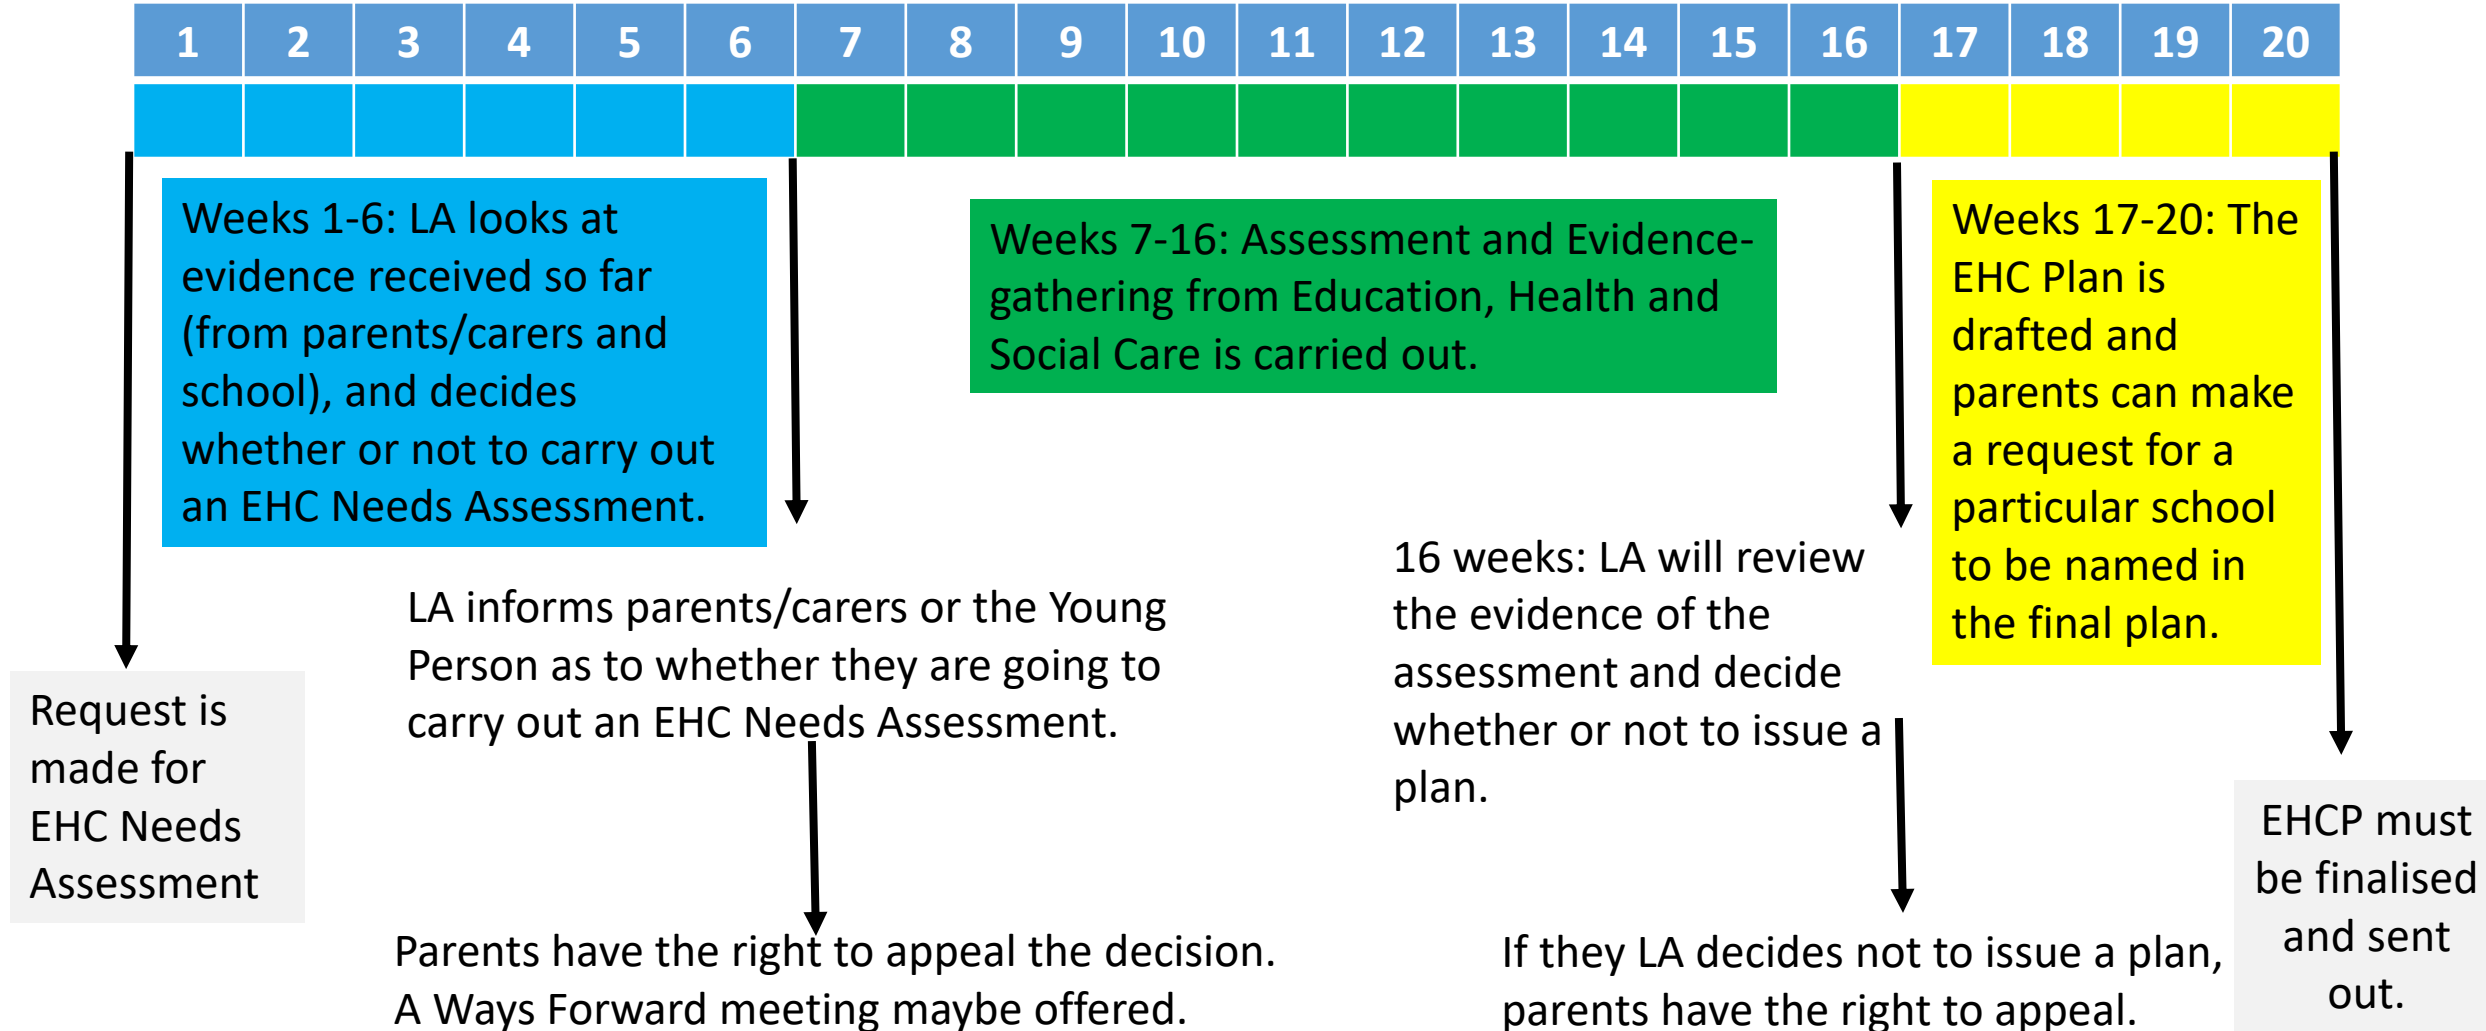 1 2 3 4 5 6 7 8 9 10 11 12 13 14 15 16 17 18 19 20
Weeks 1-6: LA looks at
evidence received so far
(from parents/carers and
school), and decides
whether or not to carry out
an EHC Needs Assessment.
Weeks 7-16: Assessment and Evidence-
gathering from Education, Health and
Social Care is carried out.
Weeks 17-20: The
EHC Plan is
drafted and
parents can make
a request for a
particular school
to be named in
the final plan.
Request is
made for
EHC Needs
Assessment
LA informs parents/carers or the Young
Person as to whether they are going to
carry out an EHC Needs Assessment.
16 weeks: LA will review
the evidence of the
assessment and decide
whether or not to issue a
plan.
EHCP must
be finalised
and sent
out.
Parents have the right to appeal the decision.
A Ways Forward meeting maybe offered.
If they LA decides not to issue a plan,
parents have the right to appeal.